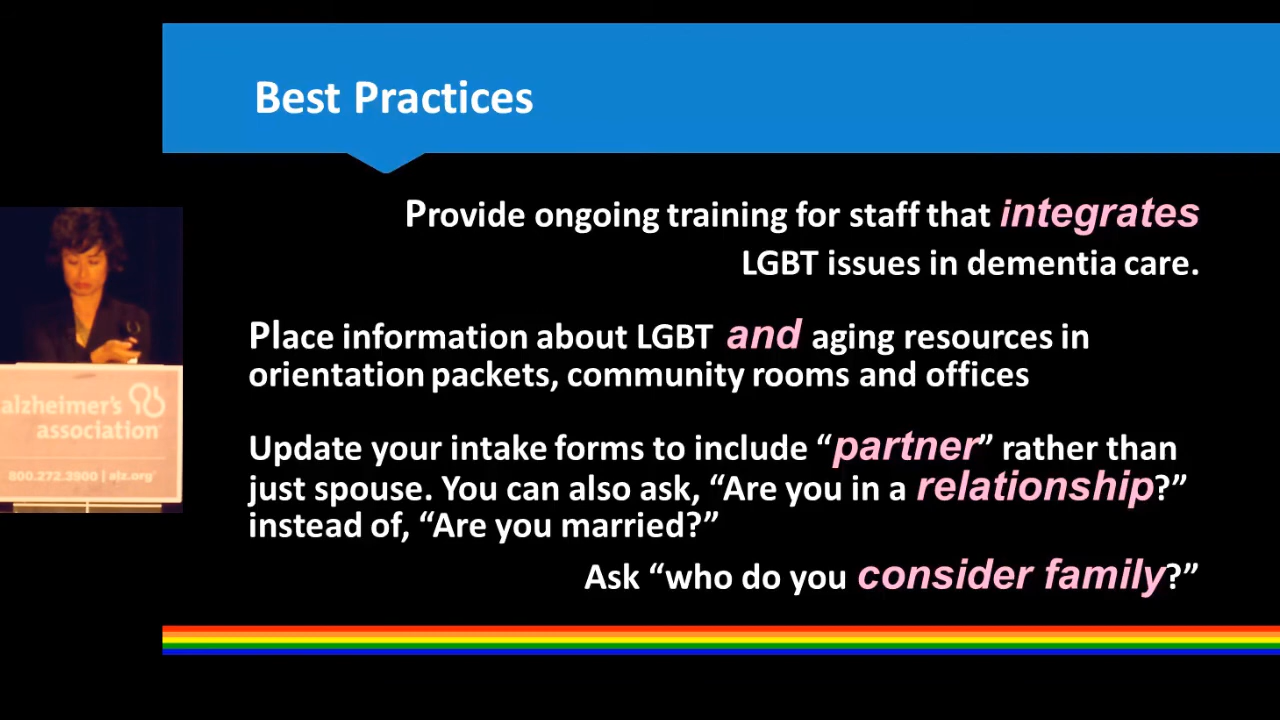 Best Practices
Provide ongoing training for staff that integrates
LGBT issues in dementia care.
Place information about LGBT and aging resources in
orientation packets, community rooms and offices
Update your intake forms to include “partner” rather than
just spouse. You can also ask, “Are you in a relationship?”
instead of, “Are you married?”
Ask “who do you consider family?”
alzheimer's
association
800.272.3900 | alz.org